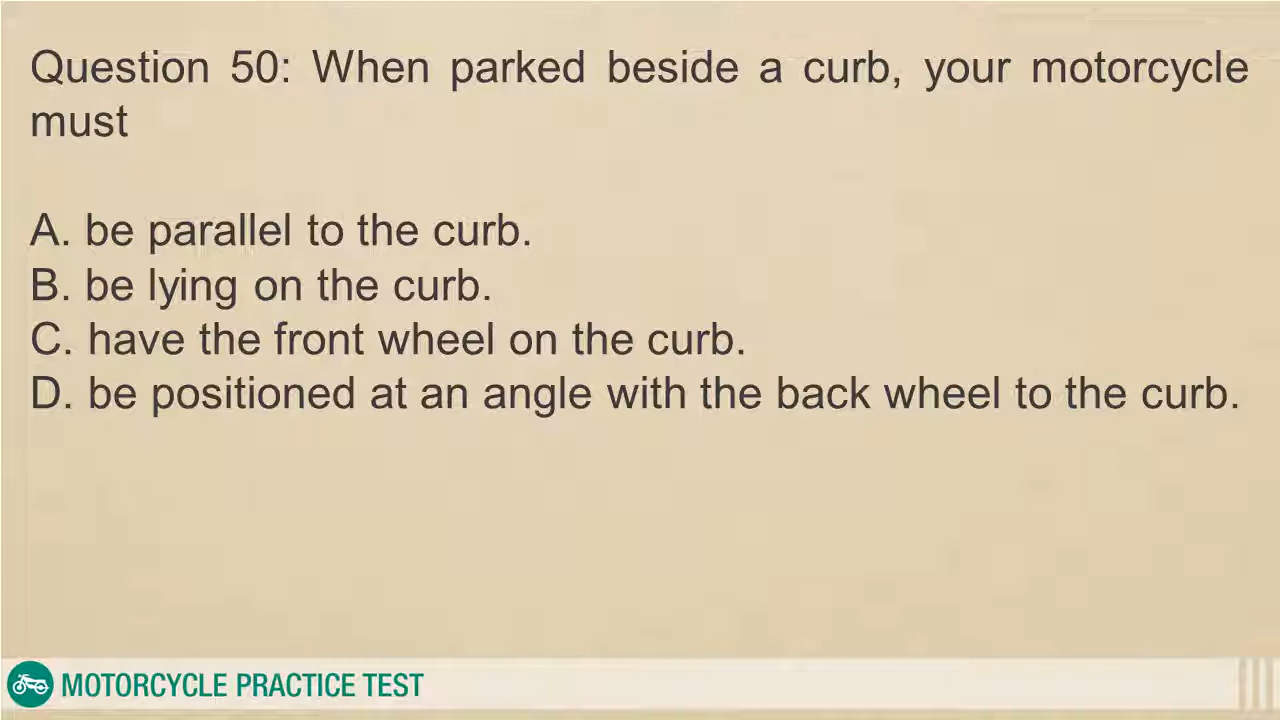 Question 50: When parked beside a curb, your motorcycle
must
A. be parallel to the curb.
B. be lying on the curb.
C. have the front wheel on the curb.
D. be positioned at an angle with the back wheel to the curb.
MOTORCYCLE PRACTICE TEST